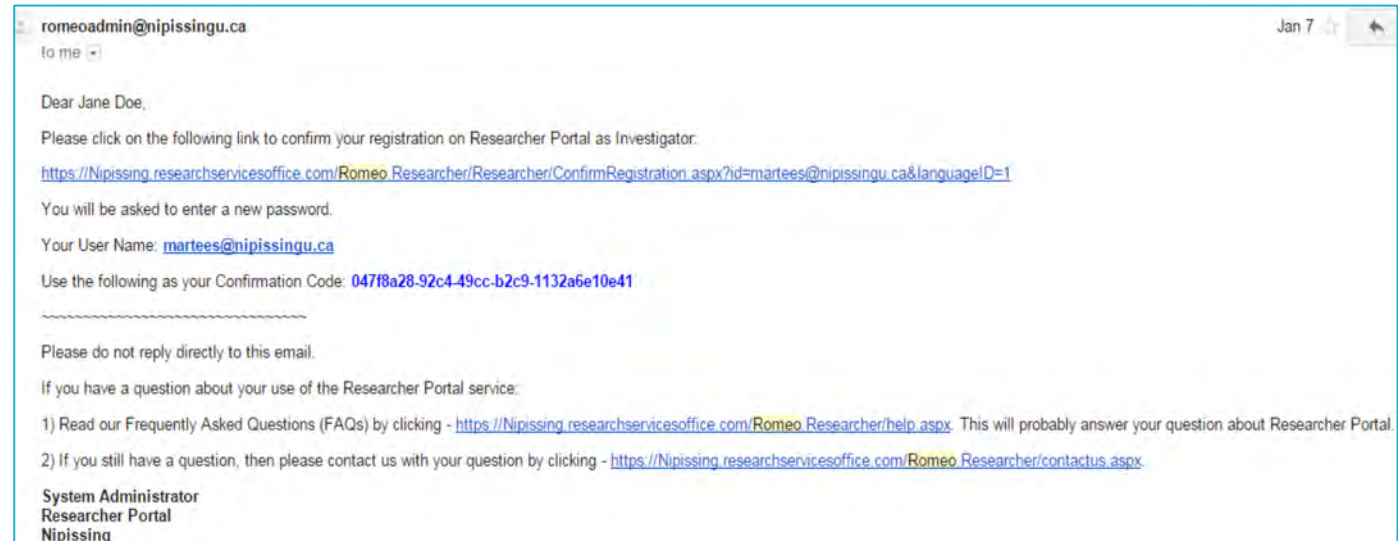 romeoadmin@nipissingu.ca
Jan 7
to me
Dear Jane Doe,
Please click on the following link to confirm your registration on Researcher Portal as Investigator:
https://Nipissing.researchservicesoffice.com/Romeo.Researcher/Researcher/ConfirmRegistration.aspx?id=martees@nipissingu.ca&languageID=1
You will be asked to enter a new password.
Your User Name: martees@nipissingu.ca
Use the following as your Confirmation Code: 047f8a28-92c4-49cc-b2c9-1132a6e10e41
~~~~~~~~~~~~~~~~~~~~~~~~~~~~~~~~~
Please do not reply directly to this email.
If you have a question about your use of the Researcher Portal service:
1) Read our Frequently Asked Questions (FAQs) by clicking - https://Nipissing.researchservicesoffice.com/Romeo.Researcher/help.aspx. This will probably answer your question about Researcher Portal.
2) If you still have a question, then please contact us with your question by clicking - https://Nipissing.researchservicesoffice.com/Romeo.Researcher/contactus.aspx.
System Administrator
Researcher Portal
Nipissing